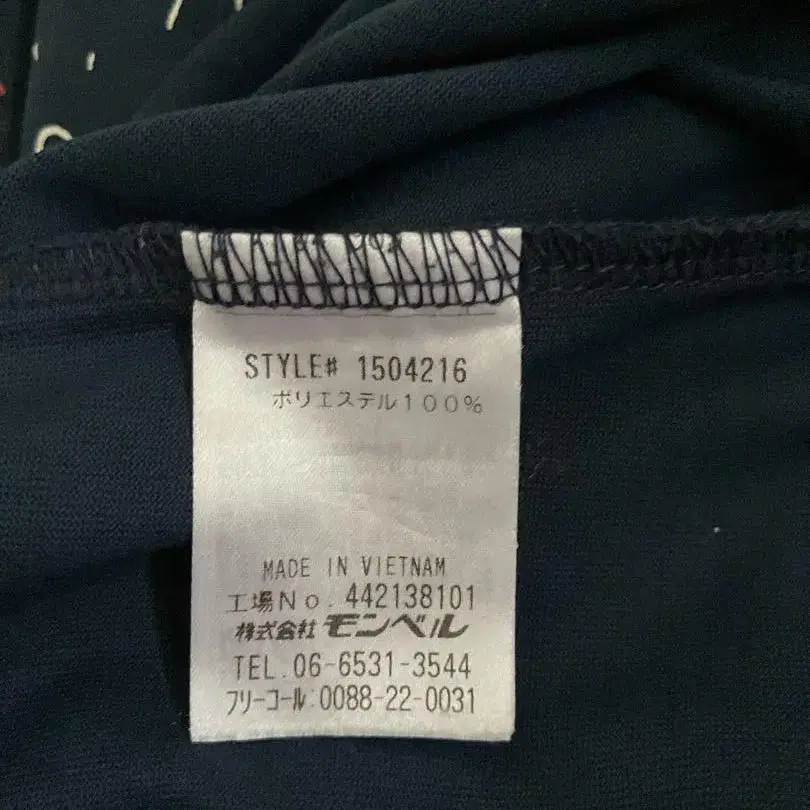 STYLE# 1504216
ポリエステル100%
MADE IN VIETNAM
工場No. 442138101
株式会社 モンベル
TEL.06-6531-3544
フリーコール:0088-22-0031